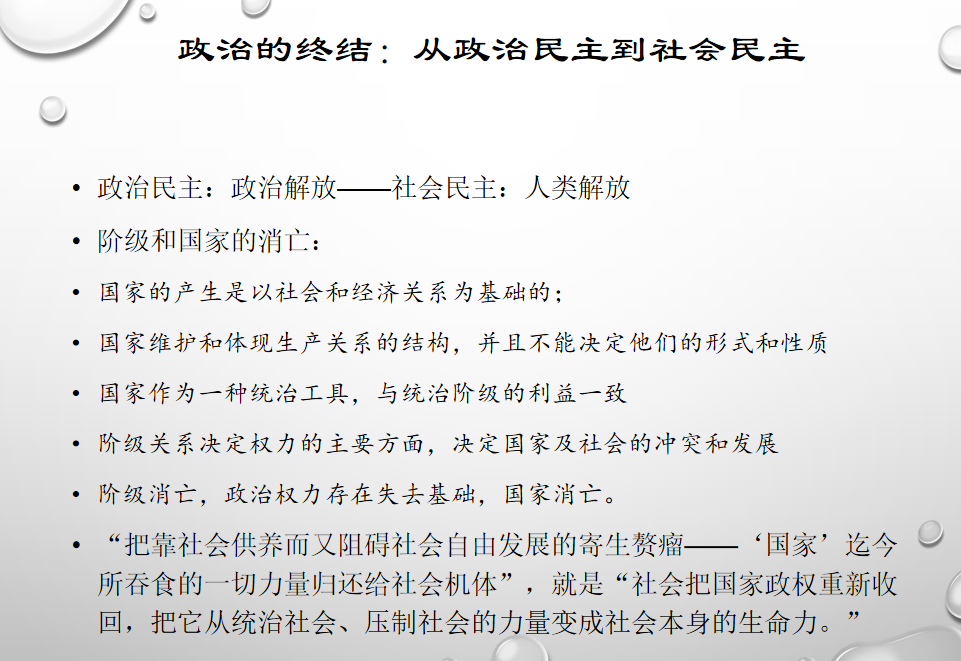 政治的终结：从政治民主到社会民主
• 政治民主：政治解放——社会民主：人类解放
• 阶级和国家的消亡：
• 国家的产生是以社会和经济关系为基础的；
• 国家维护和体现生产关系的结构，并且不能决定他们的形式和性质
• 国家作为一种统治工具，与统治阶级的利益一致
• 阶级关系决定权力的主要方面，决定国家及社会的冲突和发展
• 阶级消亡，政治权力存在失去基础，国家消亡。
• “把靠社会供养而又阻碍社会自由发展的寄生赘瘤——‘国家’迄今
所吞食的一切力量归还给社会机体”，就是“社会把国家政权重新收
回，把它从统治社会、压制社会的力量变成社会本身的生命力。”